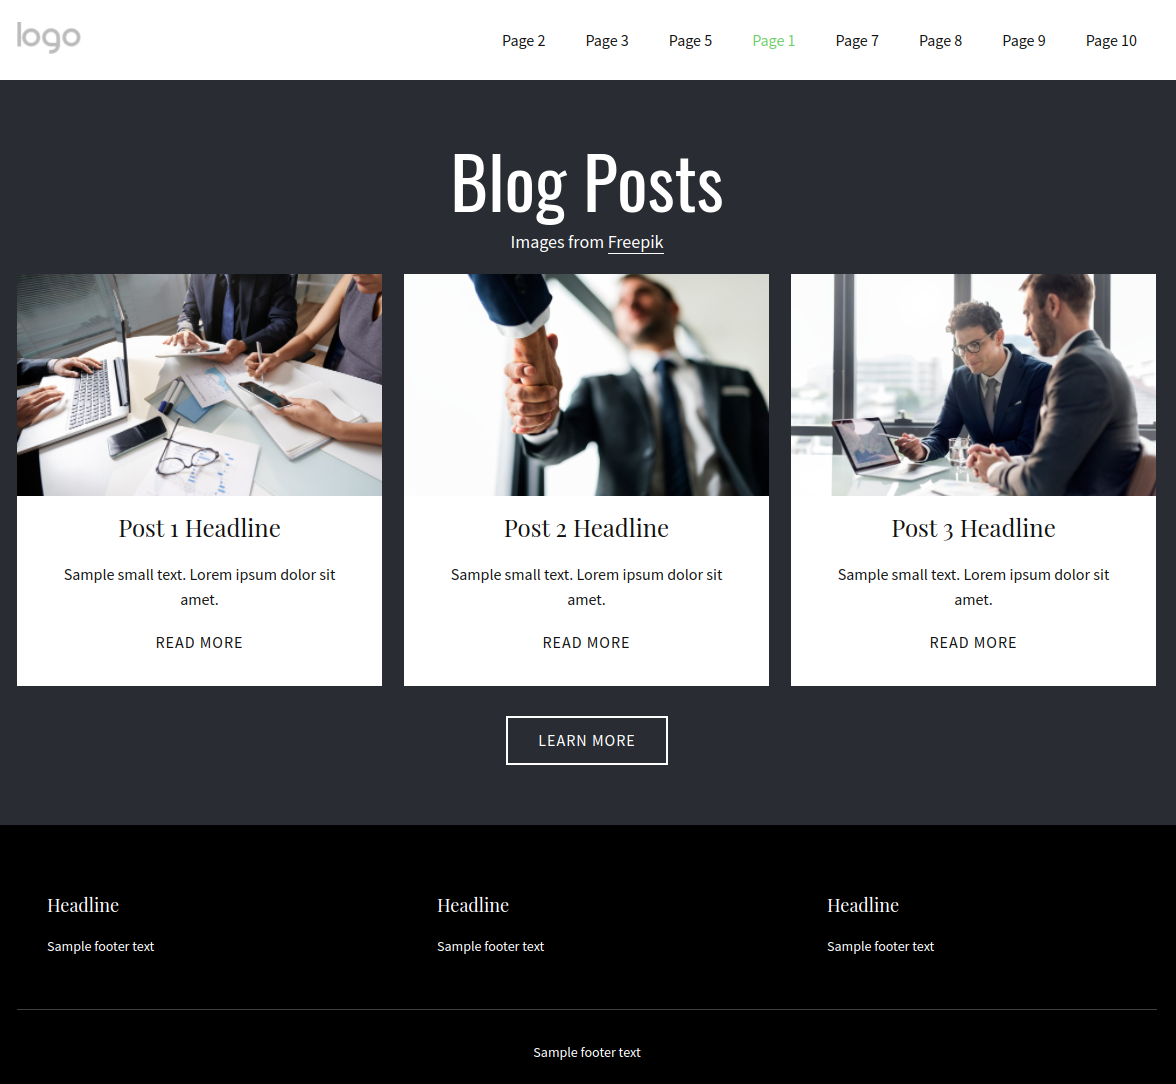 logo
Page 2 Page 3 Page 5 Page 1 Page 7 Page 8 Page 9 Page 10
Blog Posts
Images from Freepik
Post 1 Headline
Sample small text. Lorem ipsum dolor sit
amet.
READ MORE
Post 2 Headline
Sample small text. Lorem ipsum dolor sit
amet.
READ MORE
Post 3 Headline
Sample small text. Lorem ipsum dolor sit
amet.
READ MORE
LEARN MORE
Headline
Sample footer text
Headline
Sample footer text
Headline
Sample footer text
Sample footer text